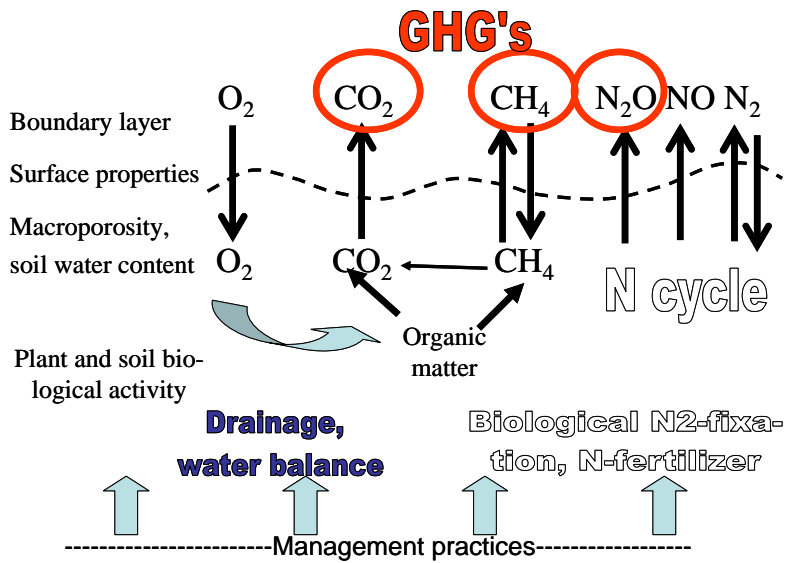 GHG's
O2 CO2 CH4 N2O NO N2
Boundary layer
Surface properties
Macroporosity,
soil water content
O2 CO2 CH4
N cycle
Organic
matter
Plant and soil bio-
logical activity
Drainage,
water balance
Biological N2-fixa-
tion, N-fertilizer
-----------------------Management practices-----------------